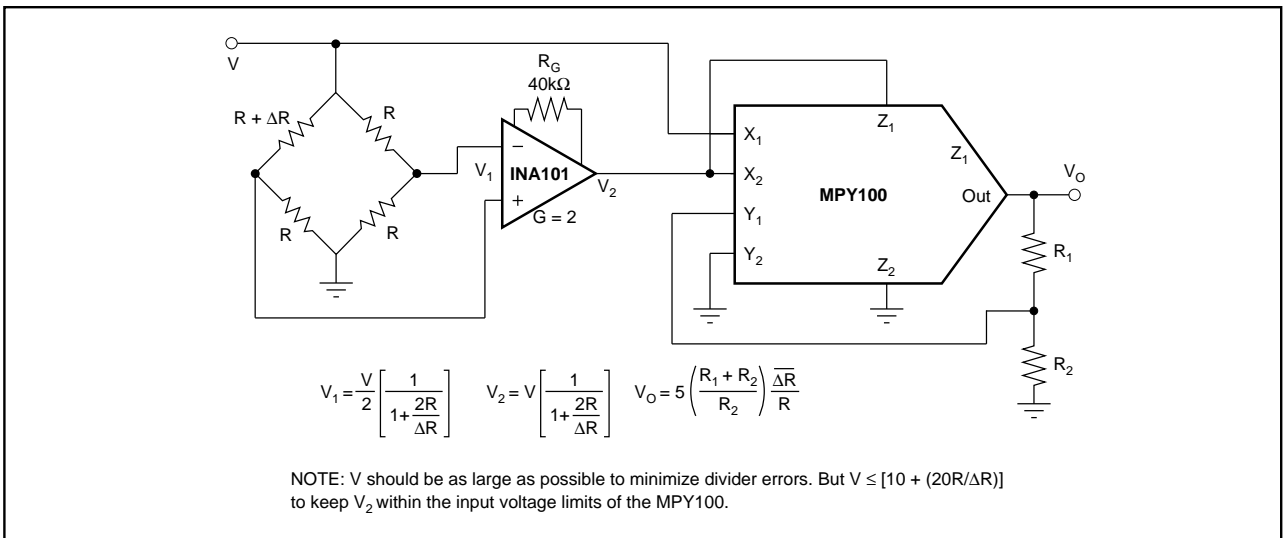 V
R + ΔR
R
R
R
R_G
40kΩ
V_1
−
+
INA101
G = 2
V_2
X_1
X_2
Y_1
Y_2
Z_1
Z_1
MPY100
Out
Z_2
V_O
R_1
R_2
V_1 = V/2 [1/(1+ 2R/ΔR)]
V_2 = V [1/(1+ 2R/ΔR)]
V_O = 5 ((R_1 + R_2)/R_2) ΔR/R
NOTE: V should be as large as possible to minimize divider errors. But V ≤ [10 + (20R/ΔR)]
to keep V_2 within the input voltage limits of the MPY100.